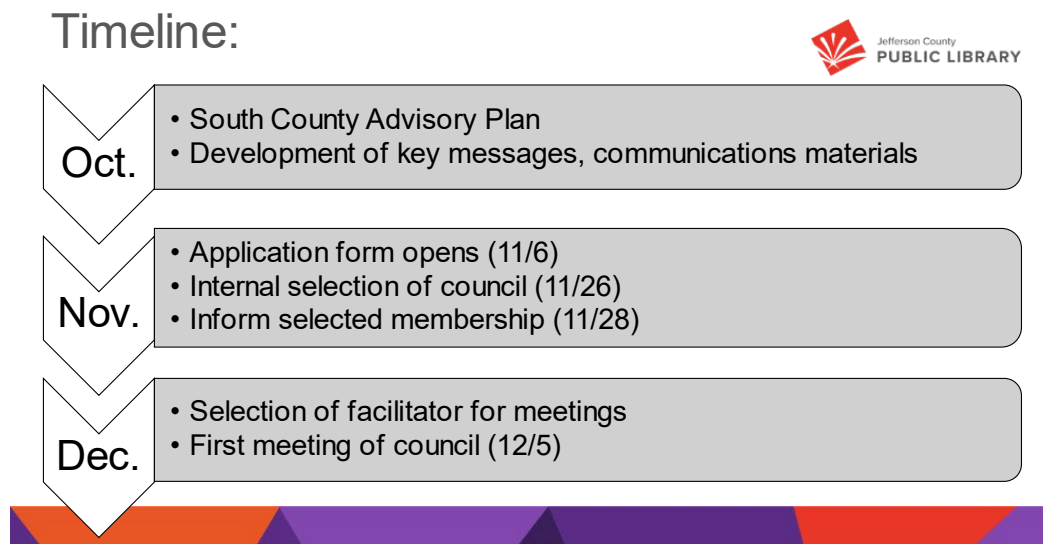 Timeline:
Jefferson County
PUBLIC LIBRARY
Oct.
• South County Advisory Plan
• Development of key messages, communications materials
Nov.
• Application form opens (11/6)
• Internal selection of council (11/26)
• Inform selected membership (11/28)
Dec.
• Selection of facilitator for meetings
• First meeting of council (12/5)